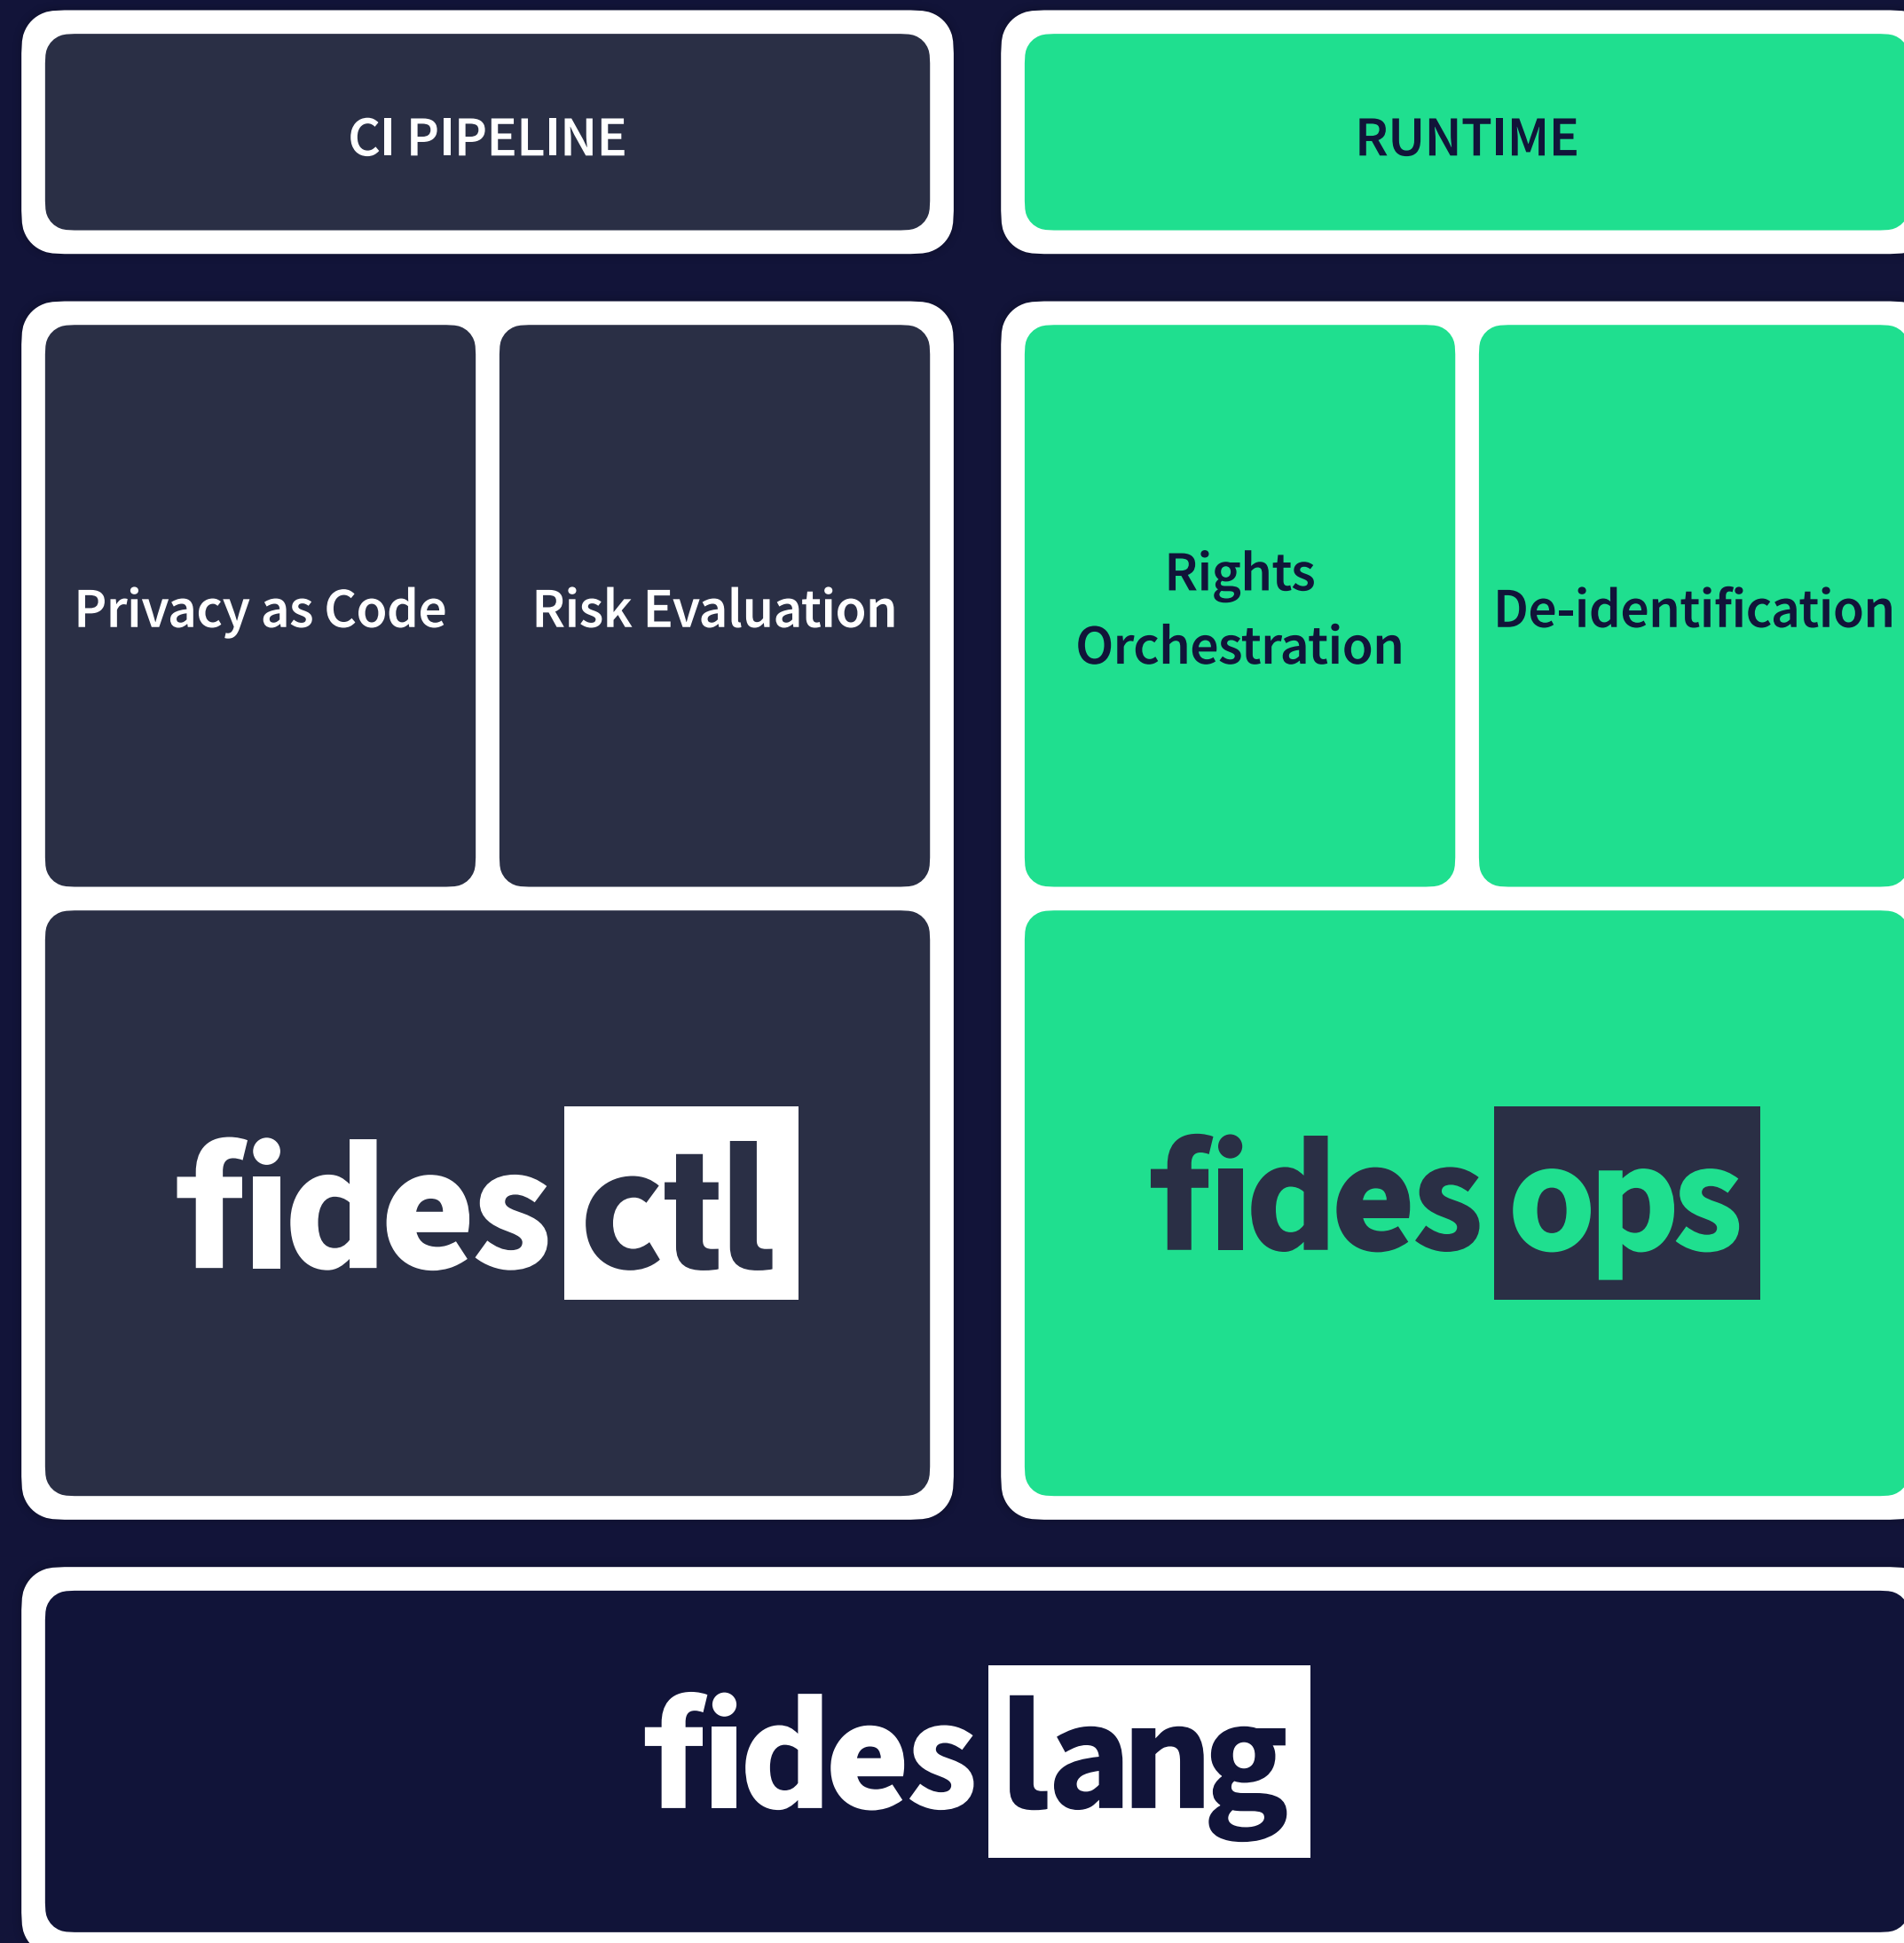 CI PIPELINE
RUNTIME
Privacy as Code
Risk Evaluation
Rights
Orchestration
De-identification
fidesctl
fidesops
fideslang